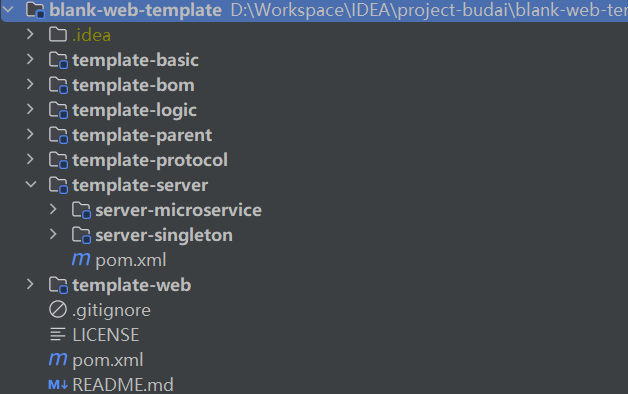 blank-web-template D:\Workspace\IDEA\project-budai\blank-web-tem
.idea
template-basic
template-bom
template-logic
template-parent
template-protocol
template-server
server-microservice
server-singleton
m pom.xml
template-web
.gitignore
LICENSE
m pom.xml
M↓ README.md